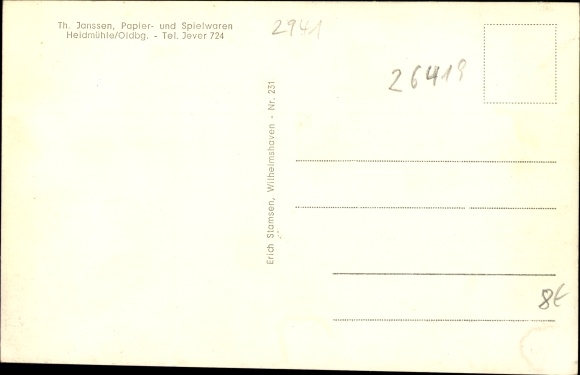 Th. Janssen, Papier- und Spielwaren
Heidmühle/Oldbg. - Tel. Jever 724
2941
26419
Erich Stamsen, Wilhelmshaven - Nr. 231
8€